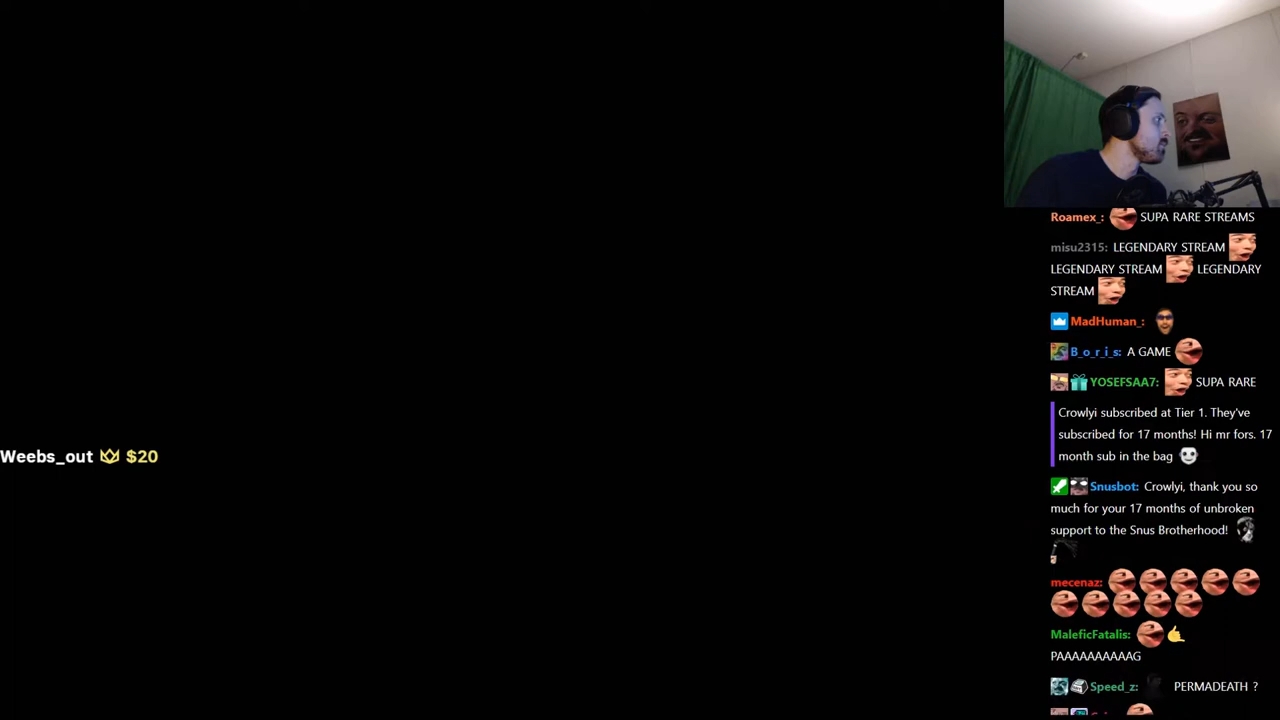 Roamex_: SUPA RARE STREAMS
misu2315: LEGENDARY STREAM
LEGENDARY STREAM LEGENDARY
STREAM
MadHuman_:
B_o_r_i_s: A GAME
YOSEFSAA7: SUPA RARE
Crowlyi subscribed at Tier 1. They've
subscribed for 17 months! Hi mr fors. 17
month sub in the bag
Weebs_out $20
Snusbot: Crowlyi, thank you so
much for your 17 months of unbroken
support to the Snus Brotherhood!
mecenaz:
MaleficFatalis:
PAAAAAAAAAAG
Speed_z: PERMADEATH ?